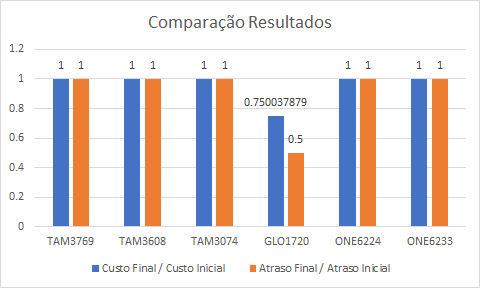 Comparação Resultados
1.2
1
0.8
0.6
0.4
0.2
0
1 1 1 1 1 1 0.750037879 0.5 1 1 1 1
TAM3769 TAM3608 TAM3074 GLO1720 ONE6224 ONE6233
Custo Final / Custo Inicial Atraso Final / Atraso Inicial